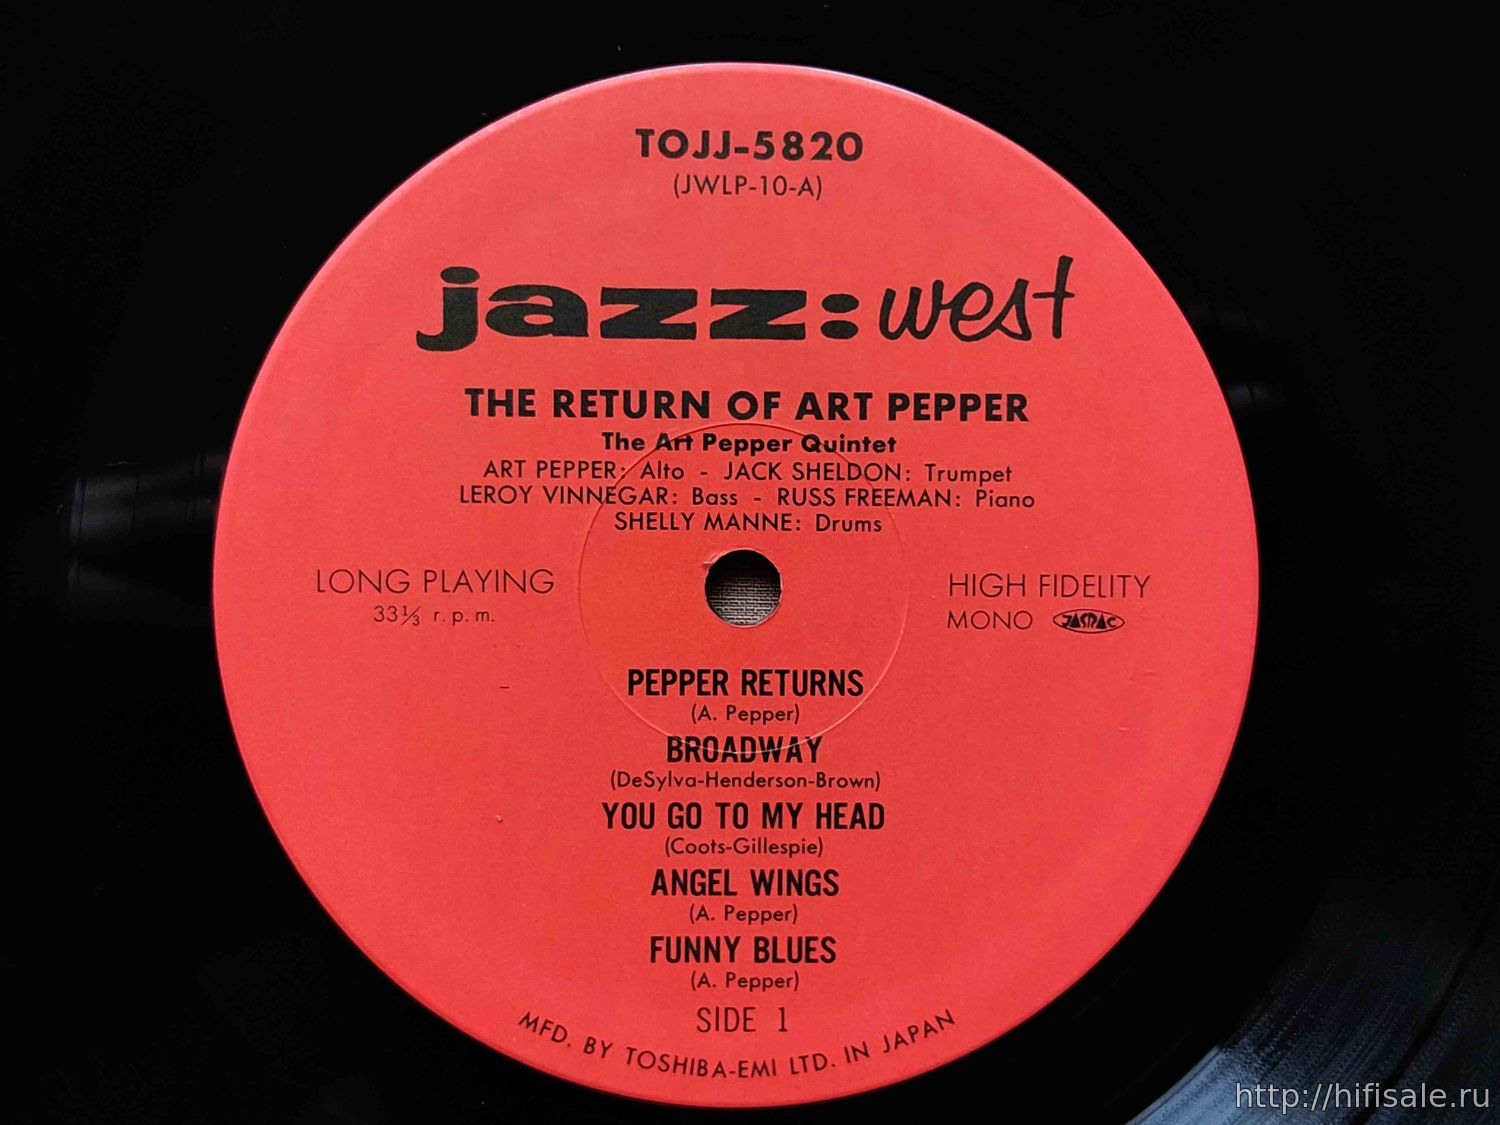 TOJJ-5820
(JWLP-10-A)
jazz:west
THE RETURN OF ART PEPPER
The Art Pepper Quintet
ART PEPPER: Alto - JACK SHELDON: Trumpet
LEROY VINNEGAR: Bass - RUSS FREEMAN: Piano
SHELLY MANNE: Drums
LONG PLAYING
33⅓ r.p.m.
HIGH FIDELITY
MONO JASRAC
PEPPER RETURNS
(A. Pepper)
BROADWAY
(DeSylva-Henderson-Brown)
YOU GO TO MY HEAD
(Coots-Gillespie)
ANGEL WINGS
(A. Pepper)
FUNNY BLUES
(A. Pepper)
SIDE 1
MFD. BY TOSHIBA-EMI LTD. IN JAPAN
http://hifisale.ru